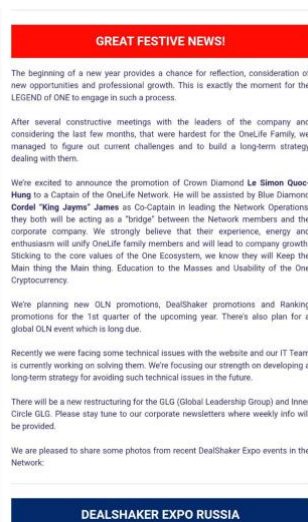 GREAT FESTIVE NEWS!
The beginning of a new year provides a chance for reflection, consideration of
new opportunities and professional growth. This is exactly the moment for the
LEGEND of ONE to engage in such a process.
After several constructive meetings with the leaders of the company and
considering the last few months, that were hardest for the OneLife Family, we
managed to figure out current challenges and to build a long-term strategy
dealing with them.
We're excited to announce the promotion of Crown Diamond Le Simon Quoc-
Hung to a Captain of the OneLife Network. He will be assisted by Blue Diamond
Cordel "King Jayms" James as Co-Captain in leading the Network Operations,
they both will be acting as a "bridge" between the Network members and the
corporate company. We strongly believe that their experience, energy and
enthusiasm will unify OneLife family members and will lead to company growth.
Sticking to the core values of the One Ecosystem, we know they will Keep the
Main thing the Main thing. Education to the Masses and Usability of the One
Cryptocurrency.
We're planning new OLN promotions, DealShaker promotions and Ranking
promotions for the 1st quarter of the upcoming year. There's also plan for a
global OLN event which is long due.
Recently we were facing some technical issues with the website and our IT Team
is currently working on solving them. We're focusing our strength on developing a
long-term strategy for avoiding such technical issues in the future.
There will be a new restructuring for the GLG (Global Leadership Group) and Inner
Circle GLG. Please stay tune to our corporate newsletters where weekly info will
be provided.
We are pleased to share some photos from recent DealShaker Expo events in the
Network:
DEALSHAKER EXPO RUSSIA